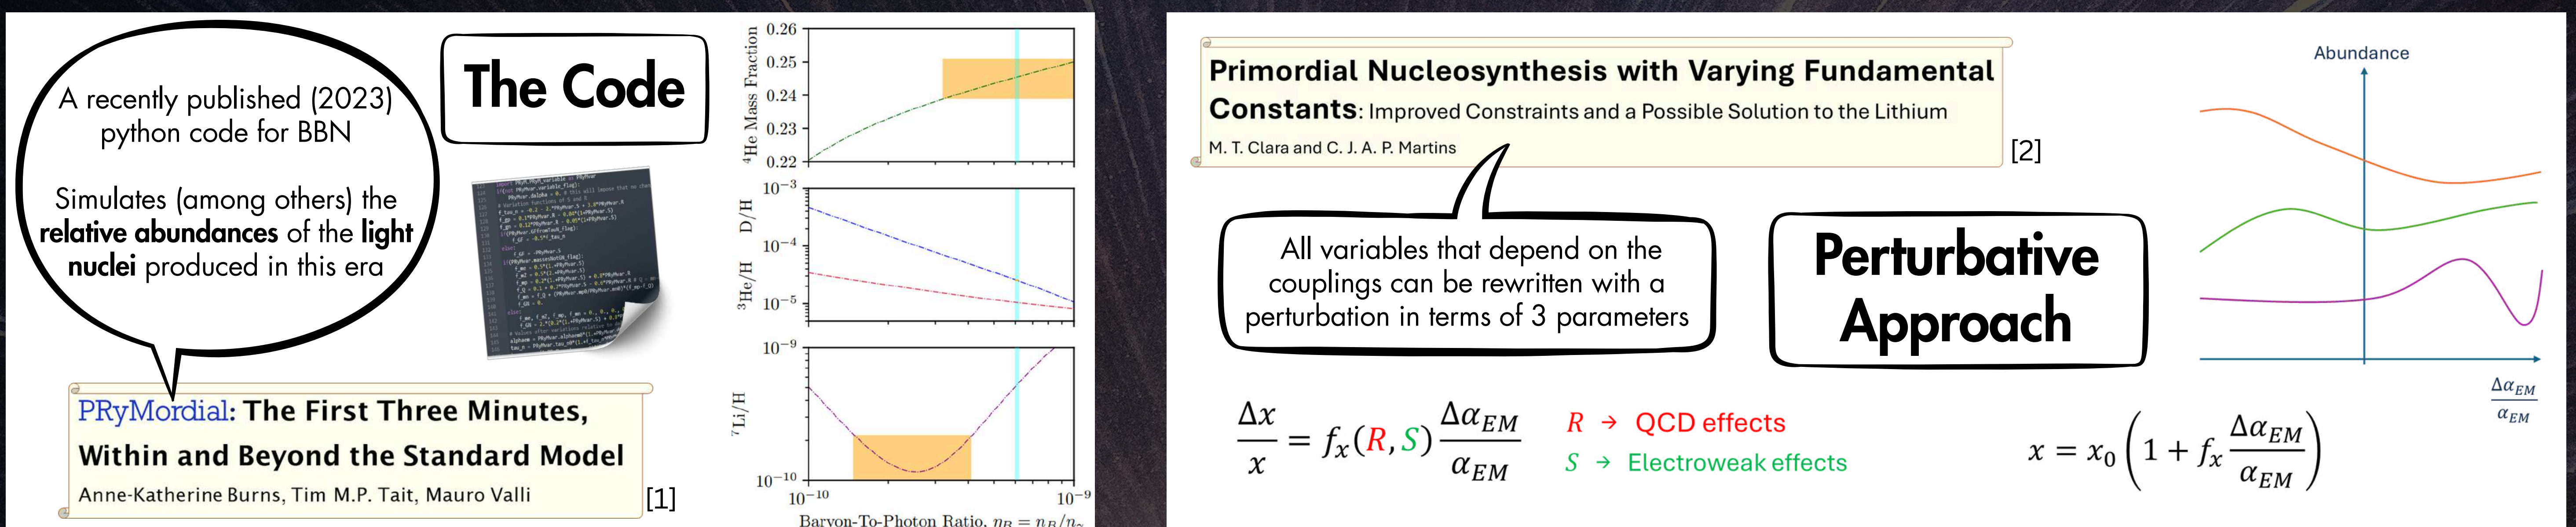 A recently published (2023)
python code for BBN
Simulates (among others) the
relative abundances of the light
nuclei produced in this era
The Code
PRyMordial: The First Three Minutes,
Within and Beyond the Standard Model
Anne-Katherine Burns, Tim M.P. Tait, Mauro Valli
[1]
⁴He Mass Fraction
0.26
0.25
0.24
0.23
0.22
³He/H D/H
10⁻³
10⁻⁴
10⁻⁵
⁷Li/H
10⁻⁹
10⁻¹⁰
10⁻¹⁰
10⁻⁹
Baryon-To-Photon Ratio,
Primordial Nucleosynthesis with Varying Fundamental
Constants: Improved Constraints and a Possible Solution to the Lithium
M. T. Clara and C. J. A. P. Martins
[2]
All variables that depend on the
couplings can be rewritten with a
perturbation in terms of 3 parameters
Perturbative
Approach
Abundance
Δα_EM / α_EM
Δx / x = f_x(R, S) Δα_EM / α_EM
R → QCD effects
S → Electroweak effects
x = x₀ (1 + f_x Δα_EM / α_EM)